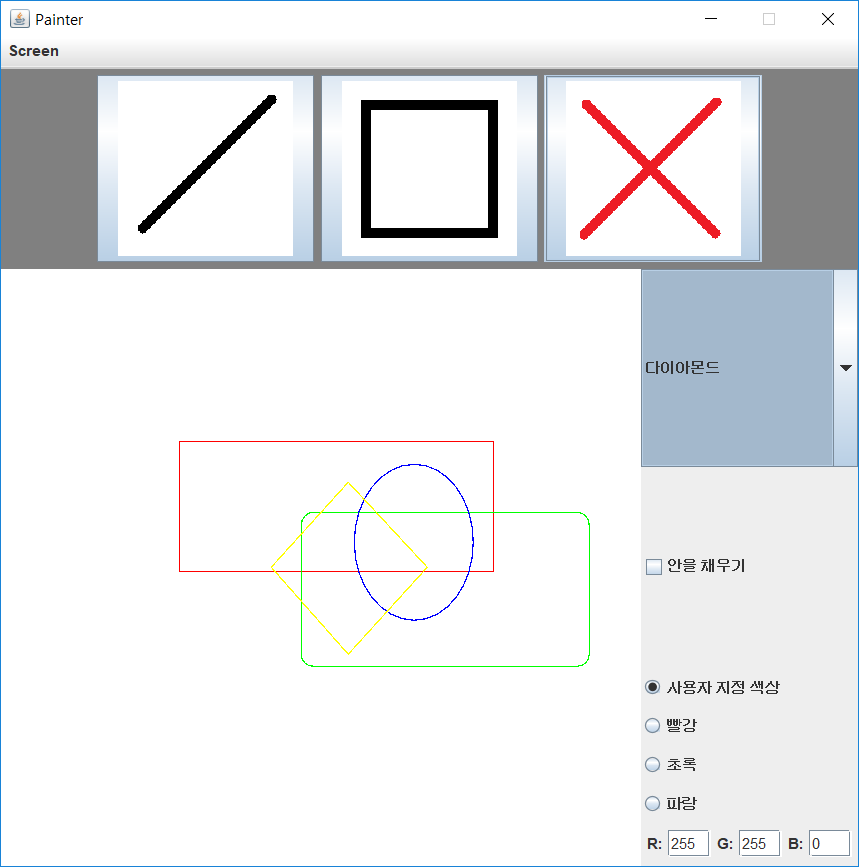 Painter
Screen
다이아몬드
안을 채우기
사용자 지정 색상
빨강
초록
파랑
R: 255 G: 255 B: 0